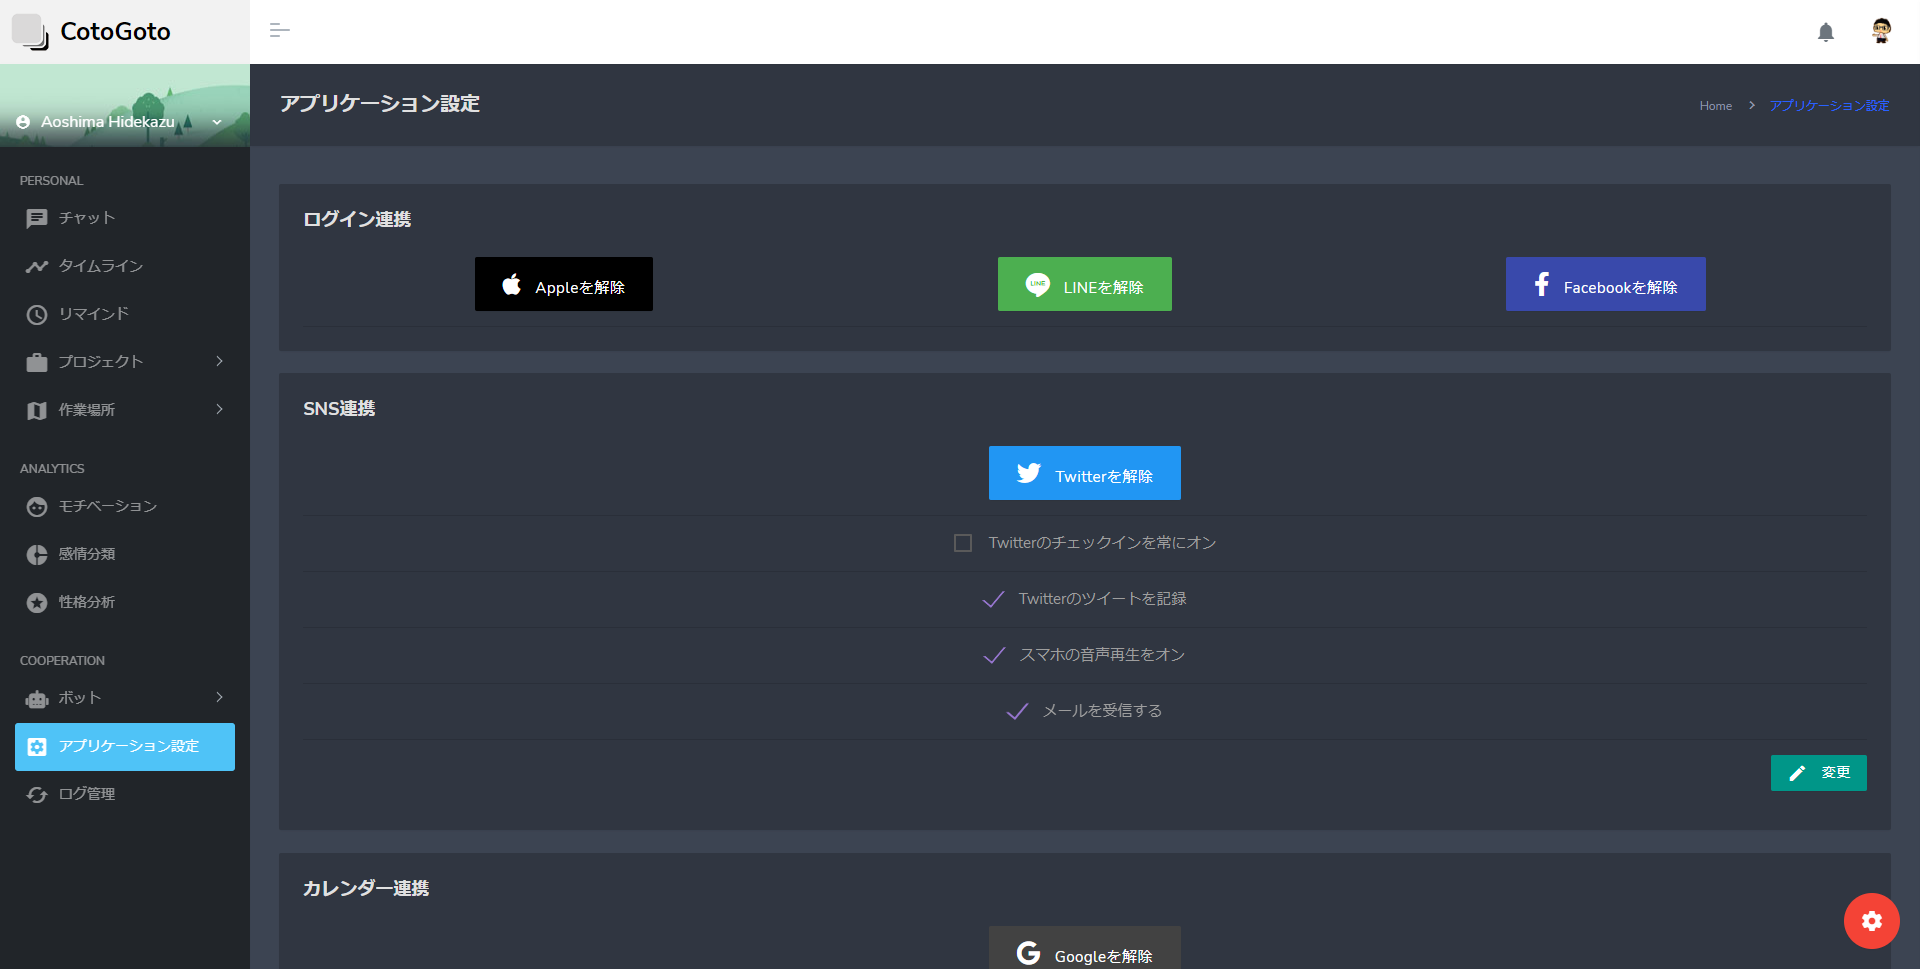 CotoGoto
Aoshima Hidekazu
PERSONAL
チャット
タイムライン
リマインド
プロジェクト
作業場所
ANALYTICS
モチベーション
感情分類
性格分析
COOPERATION
ボット
アプリケーション設定
ログ管理
アプリケーション設定
Home アプリケーション設定
ログイン連携
Appleを解除 LINEを解除 Facebookを解除
SNS連携
Twitterを解除
Twitterのチェックインを常にオン
Twitterのツイートを記録
スマホの音声再生をオン
メールを受信する
変更
カレンダー連携
Googleを解除